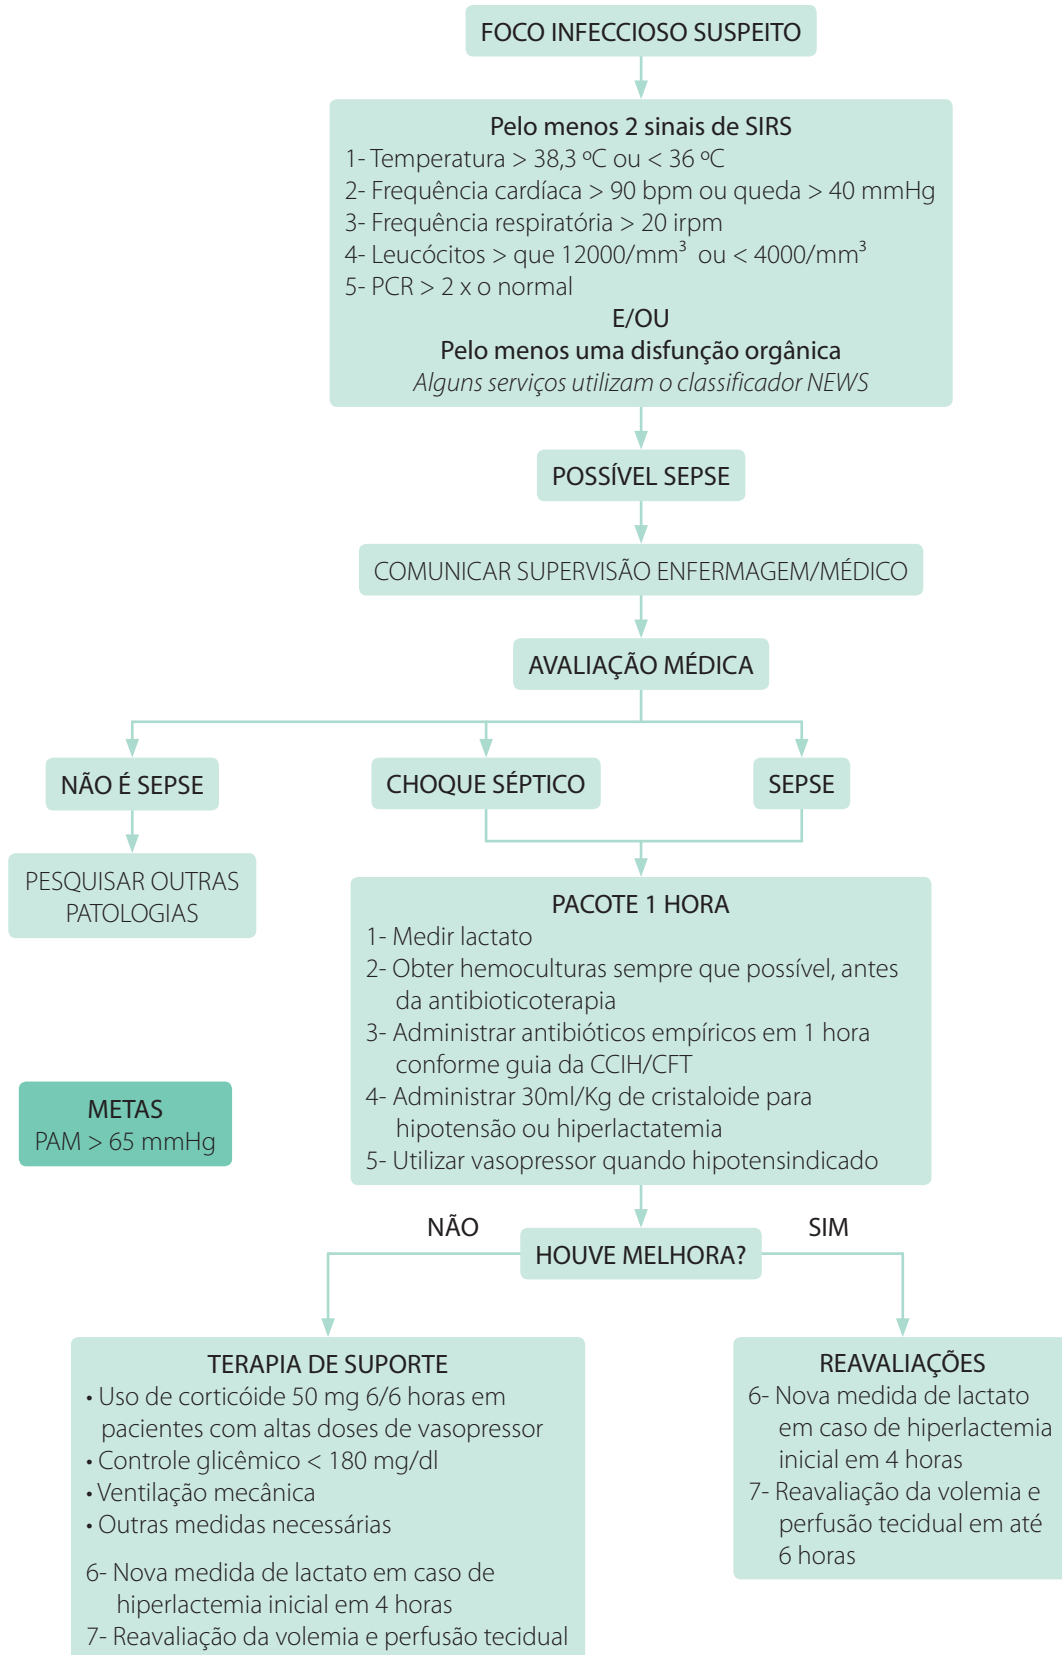 FOCO INFECCIOSO SUSPEITO
Pelo menos 2 sinais de SIRS
1- Temperatura > 38,3 ºC ou < 36 ºC
2- Frequência cardíaca > 90 bpm ou queda > 40 mmHg
3- Frequência respiratória > 20 irpm
4- Leucócitos > que 12000/mm³ ou < 4000/mm³
5- PCR > 2 x o normal
E/OU
Pelo menos uma disfunção orgânica
Alguns serviços utilizam o classificador NEWS
POSSÍVEL SEPSE
COMUNICAR SUPERVISÃO ENFERMAGEM/MÉDICO
AVALIAÇÃO MÉDICA
NÃO É SEPSE
CHOQUE SÉPTICO
SEPSE
PESQUISAR OUTRAS
PATOLOGIAS
PACOTE 1 HORA
1- Medir lactato
2- Obter hemoculturas sempre que possível, antes
da antibioticoterapia
3- Administrar antibióticos empíricos em 1 hora
conforme guia da CCIH/CFT
4- Administrar 30ml/Kg de cristaloide para
hipotensão ou hiperlactatemia
5- Utilizar vasopressor quando hipotensindicado
METAS
PAM > 65 mmHg
NÃO
SIM
HOUVE MELHORA?
TERAPIA DE SUPORTE
• Uso de corticóide 50 mg 6/6 horas em
pacientes com altas doses de vasopressor
• Controle glicêmico < 180 mg/dl
• Ventilação mecânica
• Outras medidas necessárias
6- Nova medida de lactato em caso de
hiperlactemia inicial em 4 horas
7- Reavaliação da volemia e perfusão tecidual
REAVALIAÇÕES
6- Nova medida de lactato
em caso de hiperlactemia
inicial em 4 horas
7- Reavaliação da volemia e
perfusão tecidual em até
6 horas